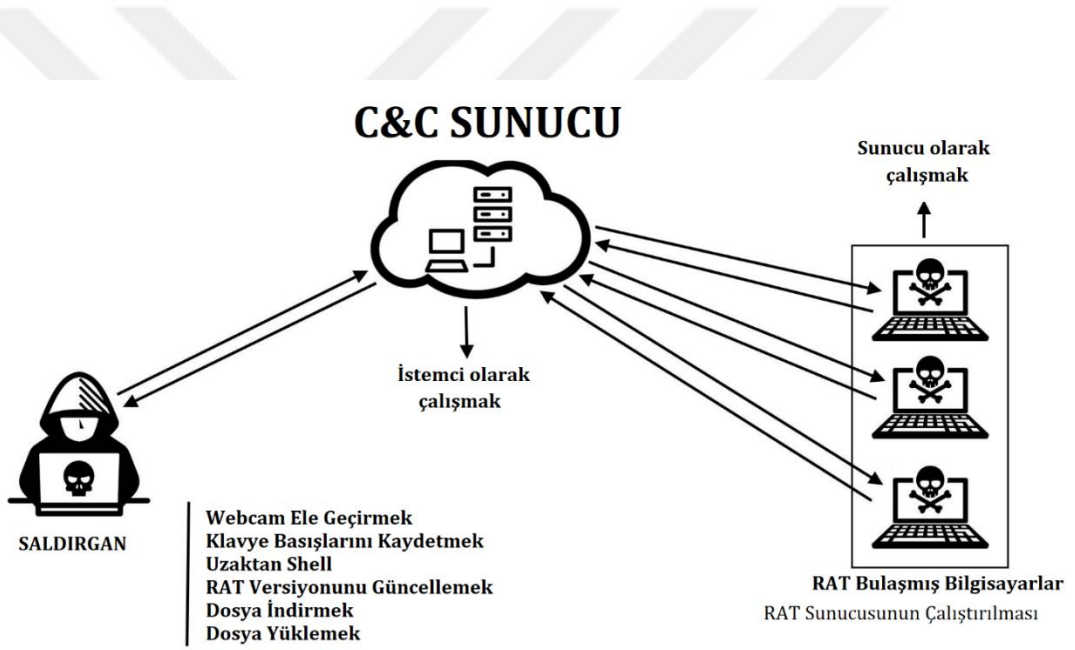 C&C SUNUCU
Sunucu olarak
çalışmak
İstemci olarak
çalışmak
SALDIRGAN
Webcam Ele Geçirmek
Klavye Basışlarını Kaydetmek
Uzaktan Shell
RAT Versiyonunu Güncellemek
Dosya İndirmek
Dosya Yüklemek
RAT Bulaşmış Bilgisayarlar
RAT Sunucusunun Çalıştırılması